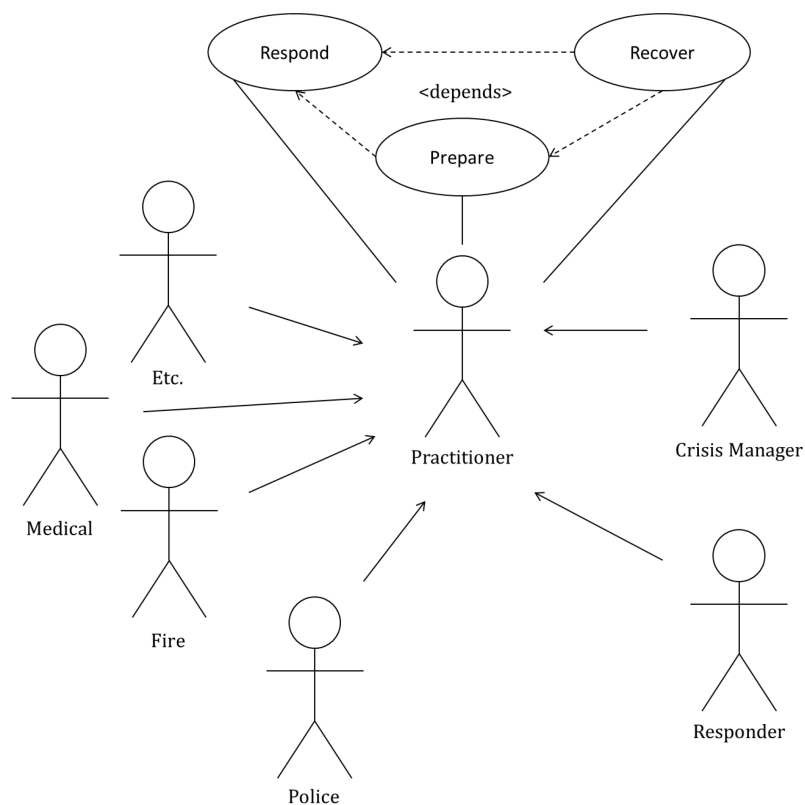 Respond
Recover
<depends>
Prepare
Etc.
Practitioner
Crisis Manager
Medical
Fire
Responder
Police